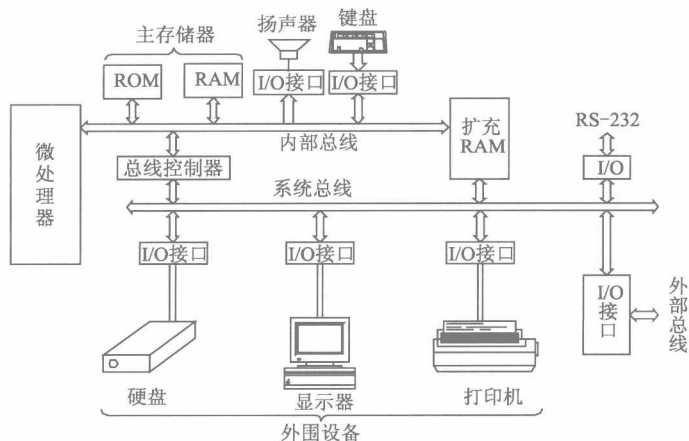 主存储器
扬声器
键盘
ROM
RAM
I/O接口
I/O接口
内部总线
扩充
RAM
RS-232
微处理器
总线控制器
I/O
系统总线
I/O接口
I/O接口
I/O接口
I/O
接口
外部总线
硬盘
显示器
打印机
外围设备